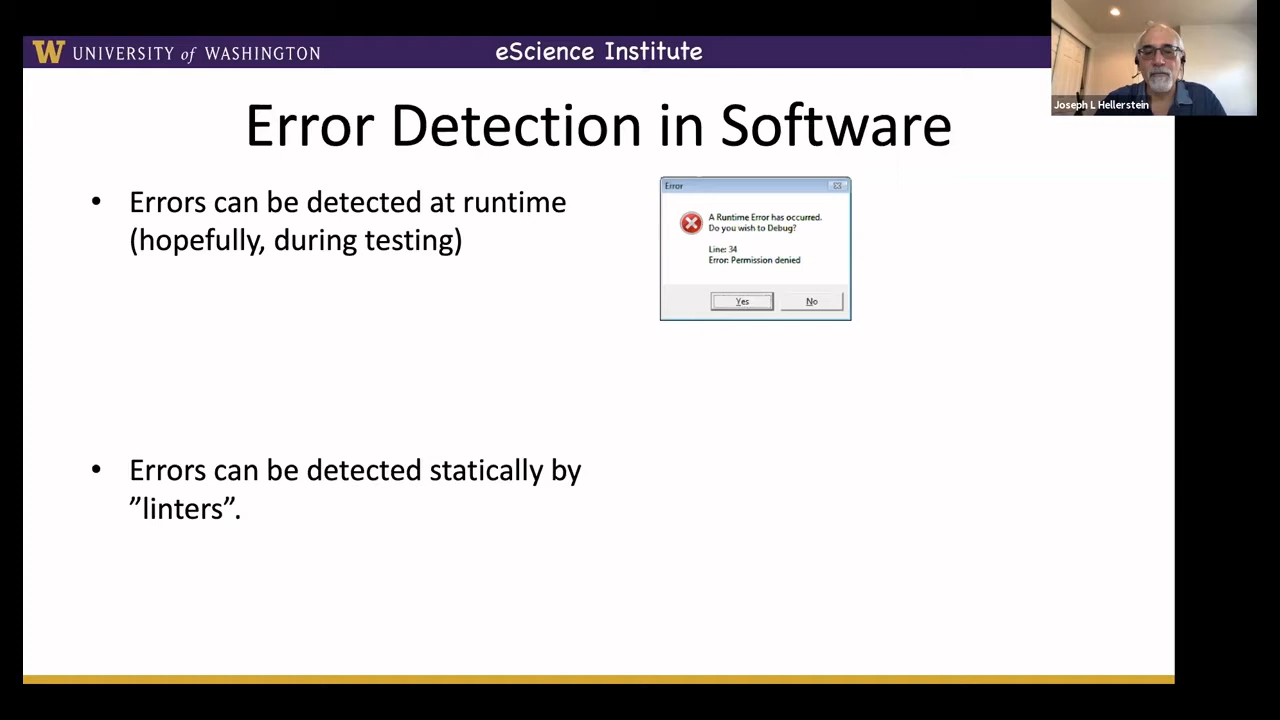 W UNIVERSITY of WASHINGTON
eScience Institute
Joseph L Hellerstein
Error Detection in Software
• Errors can be detected at runtime
(hopefully, during testing)
Error
A Runtime Error has occurred.
Do you wish to Debug?
Line: 34
Error: Permission denied
Yes
No
• Errors can be detected statically by
”linters”.